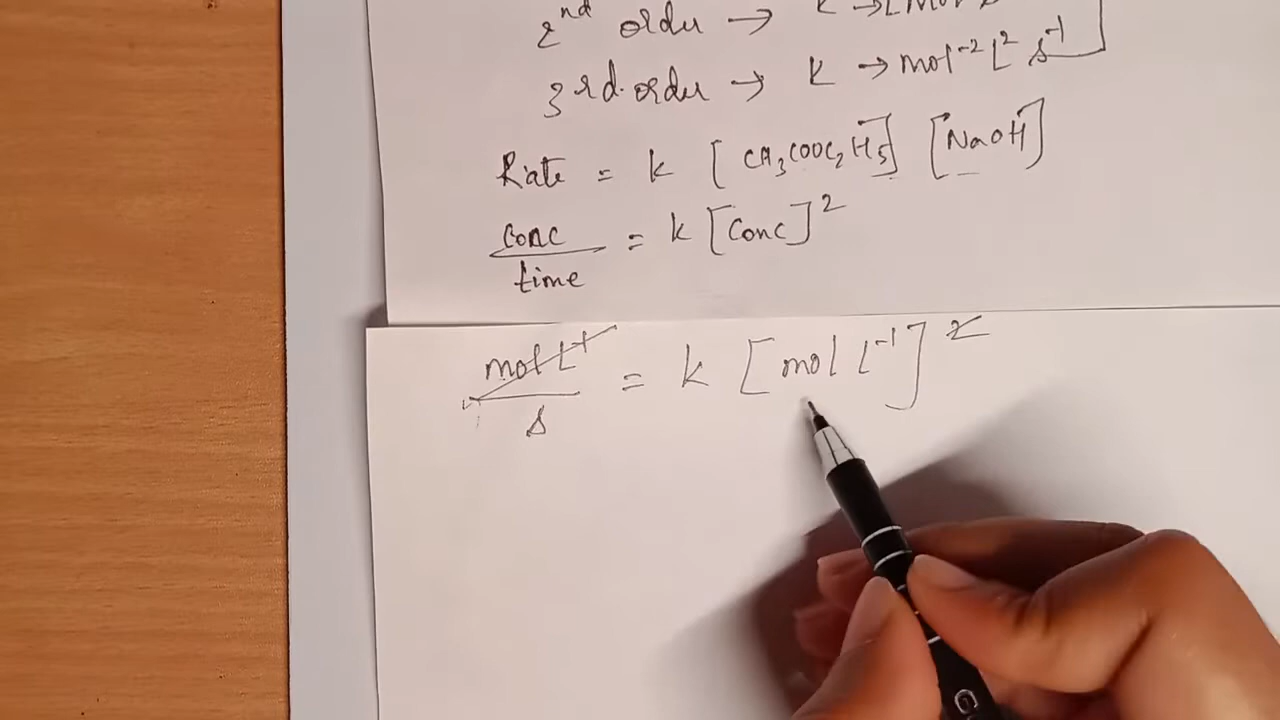 2nd order → k →
3rd. order → k → mol⁻² L² s⁻¹
Rate = k [CH₃COOC₂H₅] [NaOH]
Conc/time = k [Conc]²
mol L⁻¹/s = k [mol L⁻¹]²